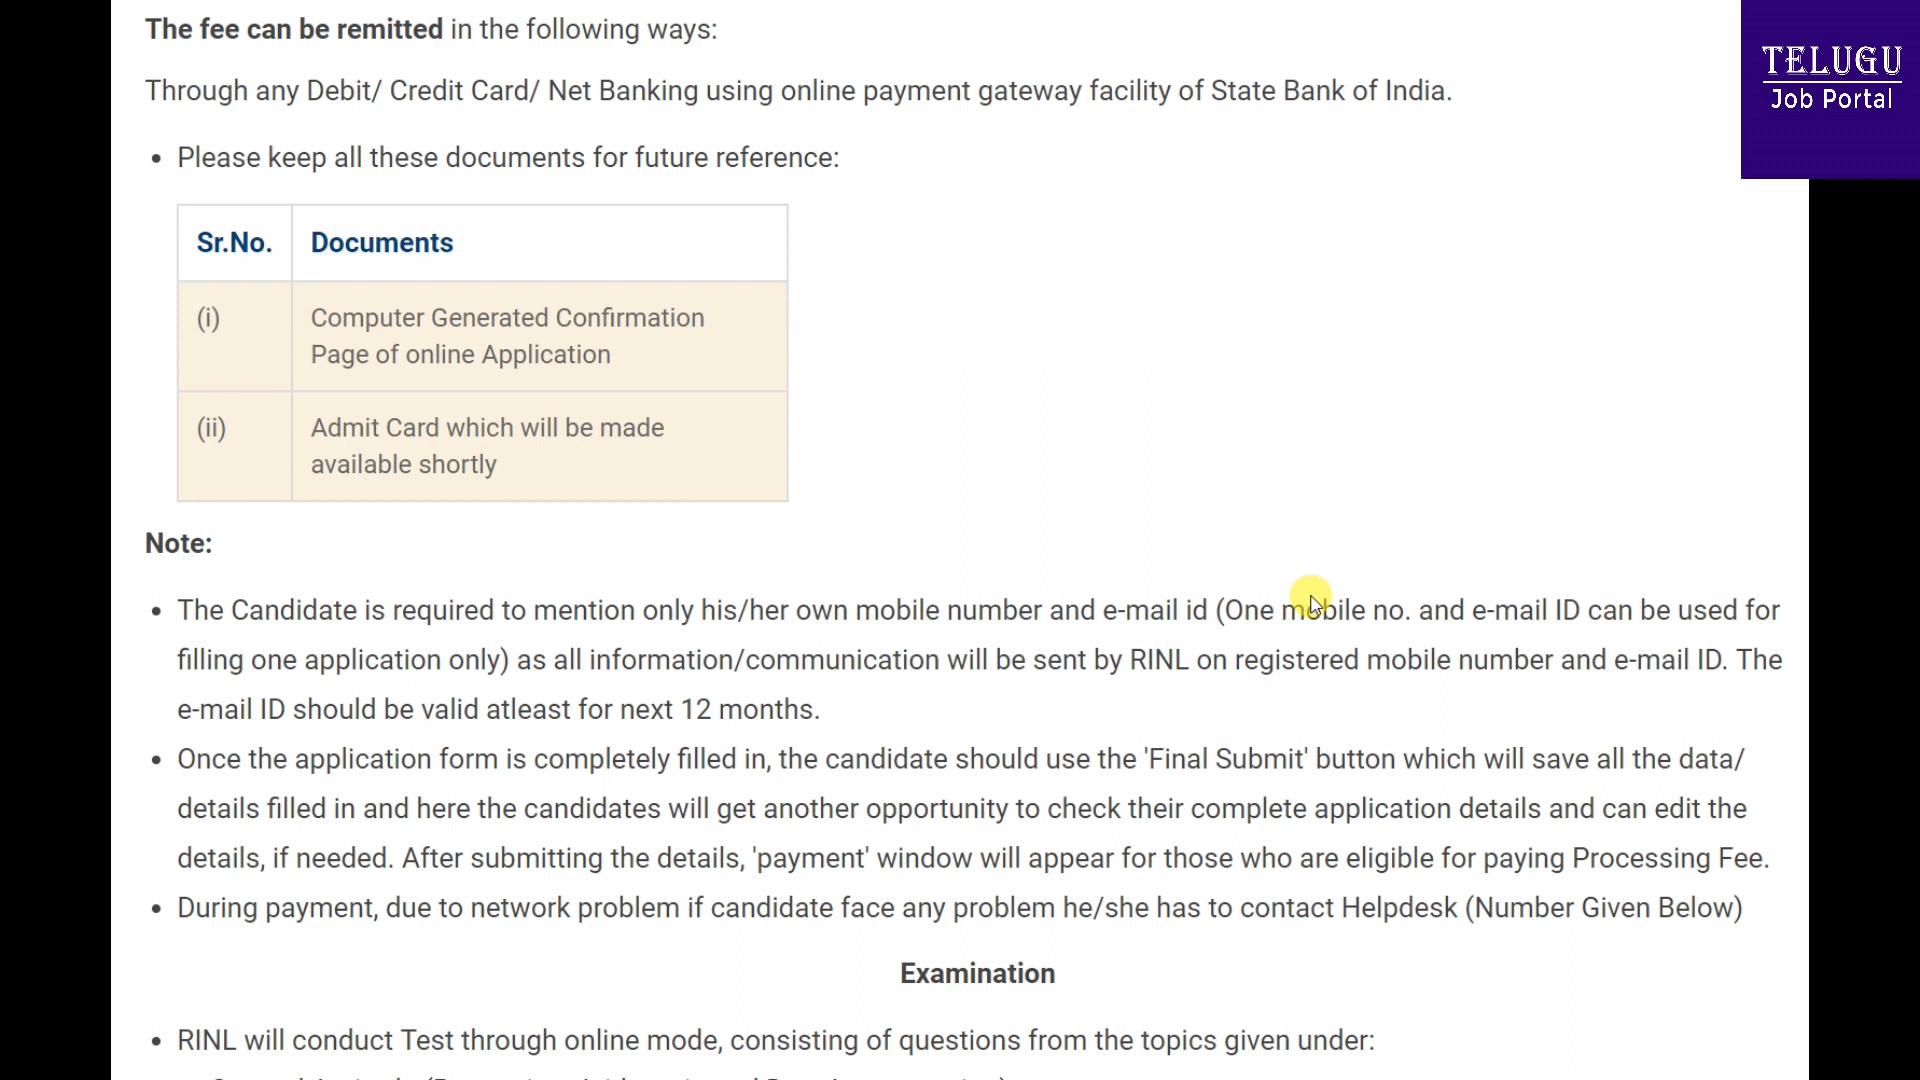 The fee can be remitted in the following ways:
TELUGU
Job Portal
Through any Debit/ Credit Card/ Net Banking using online payment gateway facility of State Bank of India.
• Please keep all these documents for future reference:
Sr.No. Documents
(i) Computer Generated Confirmation
Page of online Application
(ii) Admit Card which will be made
available shortly
Note:
• The Candidate is required to mention only his/her own mobile number and e-mail id (One mobile no. and e-mail ID can be used for
filling one application only) as all information/communication will be sent by RINL on registered mobile number and e-mail ID. The
e-mail ID should be valid atleast for next 12 months.
• Once the application form is completely filled in, the candidate should use the 'Final Submit' button which will save all the data/
details filled in and here the candidates will get another opportunity to check their complete application details and can edit the
details, if needed. After submitting the details, 'payment' window will appear for those who are eligible for paying Processing Fee.
• During payment, due to network problem if candidate face any problem he/she has to contact Helpdesk (Number Given Below)
Examination
• RINL will conduct Test through online mode, consisting of questions from the topics given under: